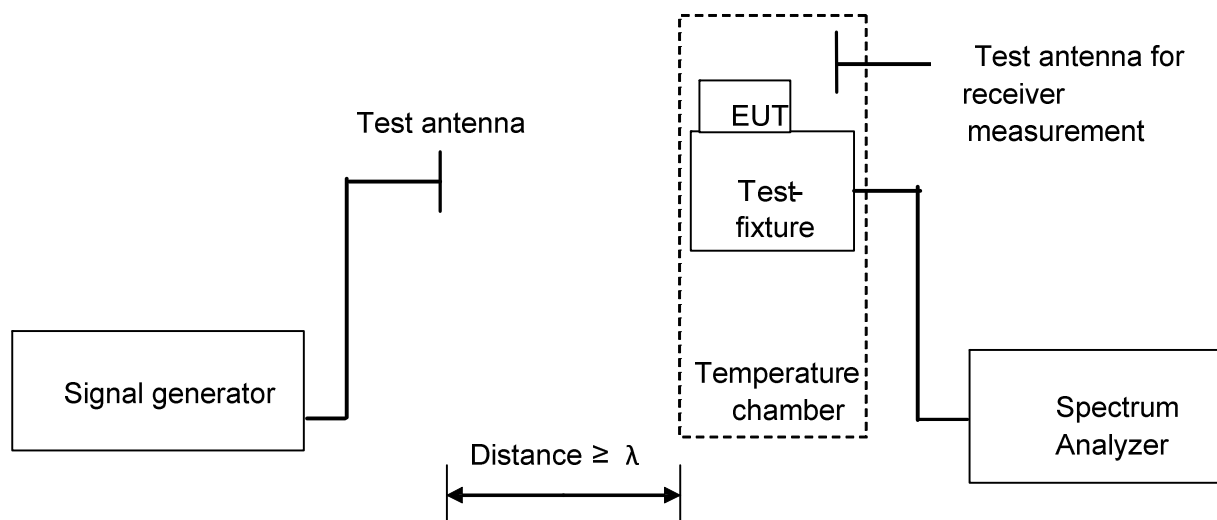 Test antenna
EUT
Test antenna for
receiver
measurement
Test-
fixture
Signal generator
Temperature
chamber
Spectrum
Analyzer
Distance ≥ λ